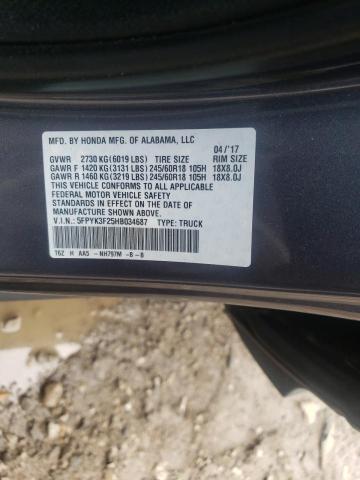 MFD. BY HONDA MFG. OF ALABAMA, LLC 04/'17
GVWR 2730 KG(6019 LBS) TIRE SIZE RIM SIZE
GAWR F 1420 KG(3131 LBS) 245/60R18 105H 18X8.0J
GAWR R 1460 KG(3219 LBS) 245/60R18 105H 18X8.0J
THIS VEHICLE CONFORMS TO ALL APPLICABLE
FEDERAL MOTOR VEHICLE SAFETY
STANDARDS IN EFFECT ON THE DATE OF
MANUFACTURE SHOWN ABOVE.
V.I.N.: 5FPYK3F25HB034687 TYPE: TRUCK
T6Z H AA5 -NH797M -B -B